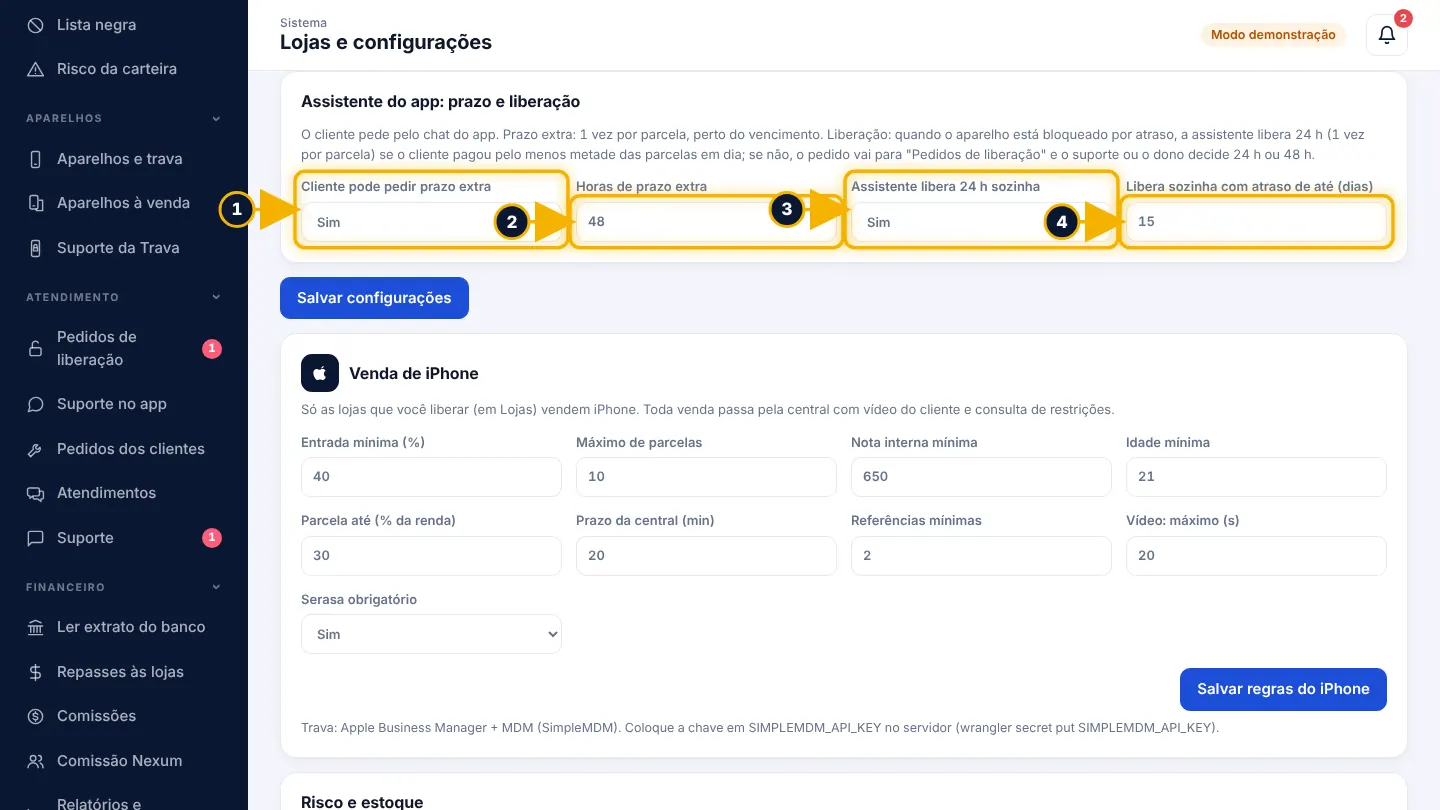 Lista negra
Risco da carteira
APARELHOS
Aparelhos e trava
Aparelhos à venda
Suporte da Trava
ATENDIMENTO
Pedidos de
liberação
1
Suporte no app
Pedidos dos clientes
Atendimentos
Suporte
1
FINANCEIRO
Ler extrato do banco
Repasses às lojas
Comissões
Comissão Nexum
Relatórios e
Sistema
Lojas e configurações
Modo demonstração
2
Assistente do app: prazo e liberação
O cliente pede pelo chat do app. Prazo extra: 1 vez por parcela, perto do vencimento. Liberação: quando o aparelho está bloqueado por atraso, a assistente libera 24 h (1 vez
por parcela) se o cliente pagou pelo menos metade das parcelas em dia; se não, o pedido vai para "Pedidos de liberação" e o suporte ou o dono decide 24 h ou 48 h.
Cliente pode pedir prazo extra
Horas de prazo extra
Assistente libera 24 h sozinha
Libera sozinha com atraso de até (dias)
1
Sim
2
48
3
Sim
4
15
Salvar configurações
Venda de iPhone
Só as lojas que você liberar (em Lojas) vendem iPhone. Toda venda passa pela central com vídeo do cliente e consulta de restrições.
Entrada mínima (%)
Máximo de parcelas
Nota interna mínima
Idade mínima
40
10
650
21
Parcela até (% da renda)
Prazo da central (min)
Referências mínimas
Vídeo: máximo (s)
30
20
2
20
Serasa obrigatório
Sim
Salvar regras do iPhone
Trava: Apple Business Manager + MDM (SimpleMDM). Coloque a chave em SIMPLEMDM_API_KEY no servidor (wrangler secret put SIMPLEMDM_API_KEY).
Risco e estoque